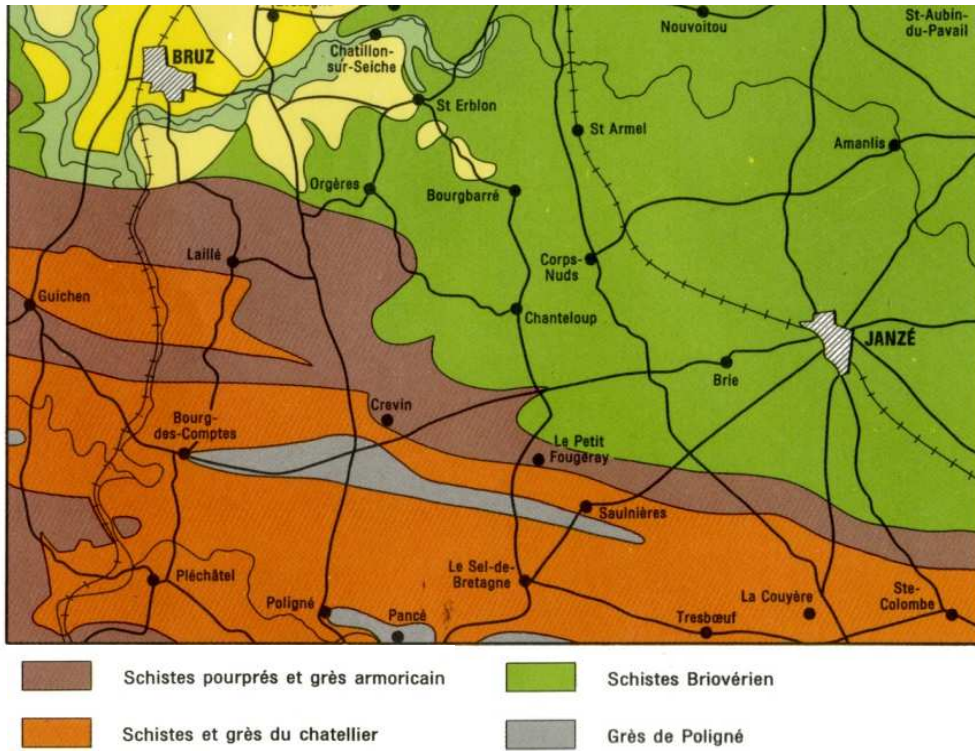 Nouvoitou
St-Aubin-
du-Pavail
BRUZ
Chatillon-
sur-Seiche
St Erblon
St Armel
Amanlis
Orgères
Bourgbarré
Laillé
Corps-
Nuds
Guichen
Chanteloup
JANZÉ
Brie
Crevin
Bourg-
des-Comptes
Le Petit
Fougeray
Saulnières
Pléchâtel
Le Sel-de-
Bretagne
Poligné
Pancé
La Couyère
Ste-
Colombe
Tresbœuf
Schistes pourprés et grès armoricain
Schistes Briovérien
Schistes et grès du chatellier
Grès de Poligné